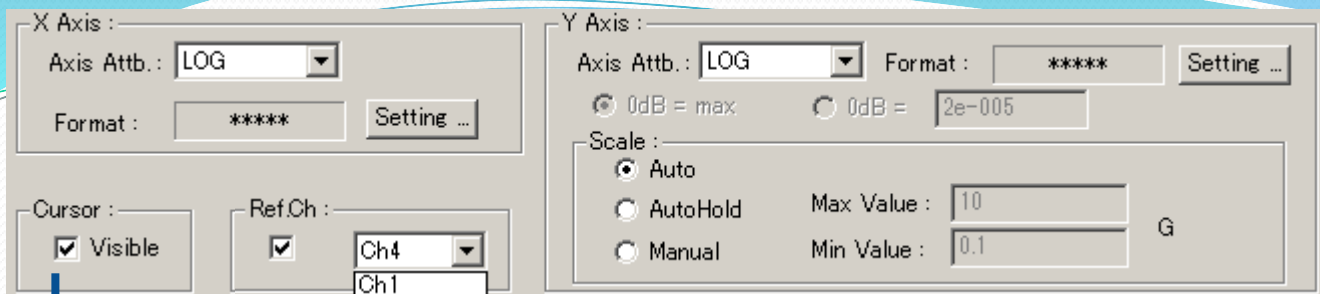 X Axis :
Axis Attb. : LOG
Format : ***** Setting ...
Cursor :
Visible
Ref.Ch :
Ch4
Ch1
Y Axis :
Axis Attb. : LOG Format : ***** Setting ...
0dB = max 0dB = 2e-005
Scale :
Auto
AutoHold Max Value : 10
G
Manual Min Value : 0.1